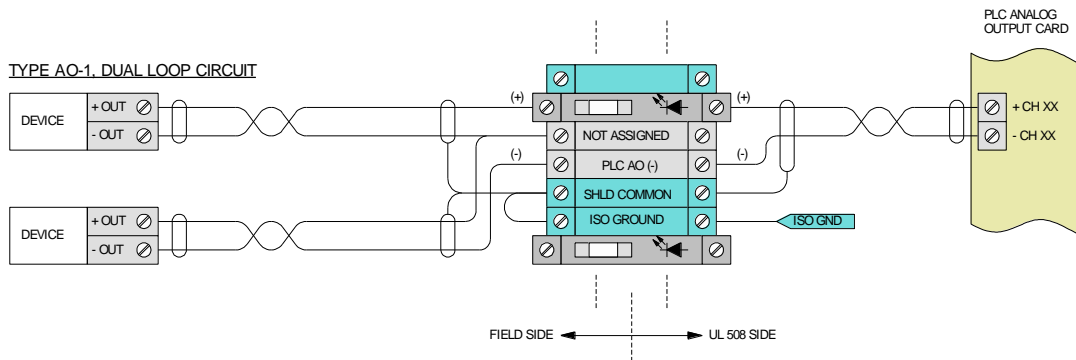 PLC ANALOG
OUTPUT CARD
TYPE AO-1, DUAL LOOP CIRCUIT
DEVICE
+ OUT
- OUT
(+)
(+)
+ CH XX
- CH XX
NOT ASSIGNED
(-)
PLC AO (-)
(-)
SHLD COMMON
ISO GROUND
ISO GND
DEVICE
+ OUT
- OUT
FIELD SIDE
UL 508 SIDE